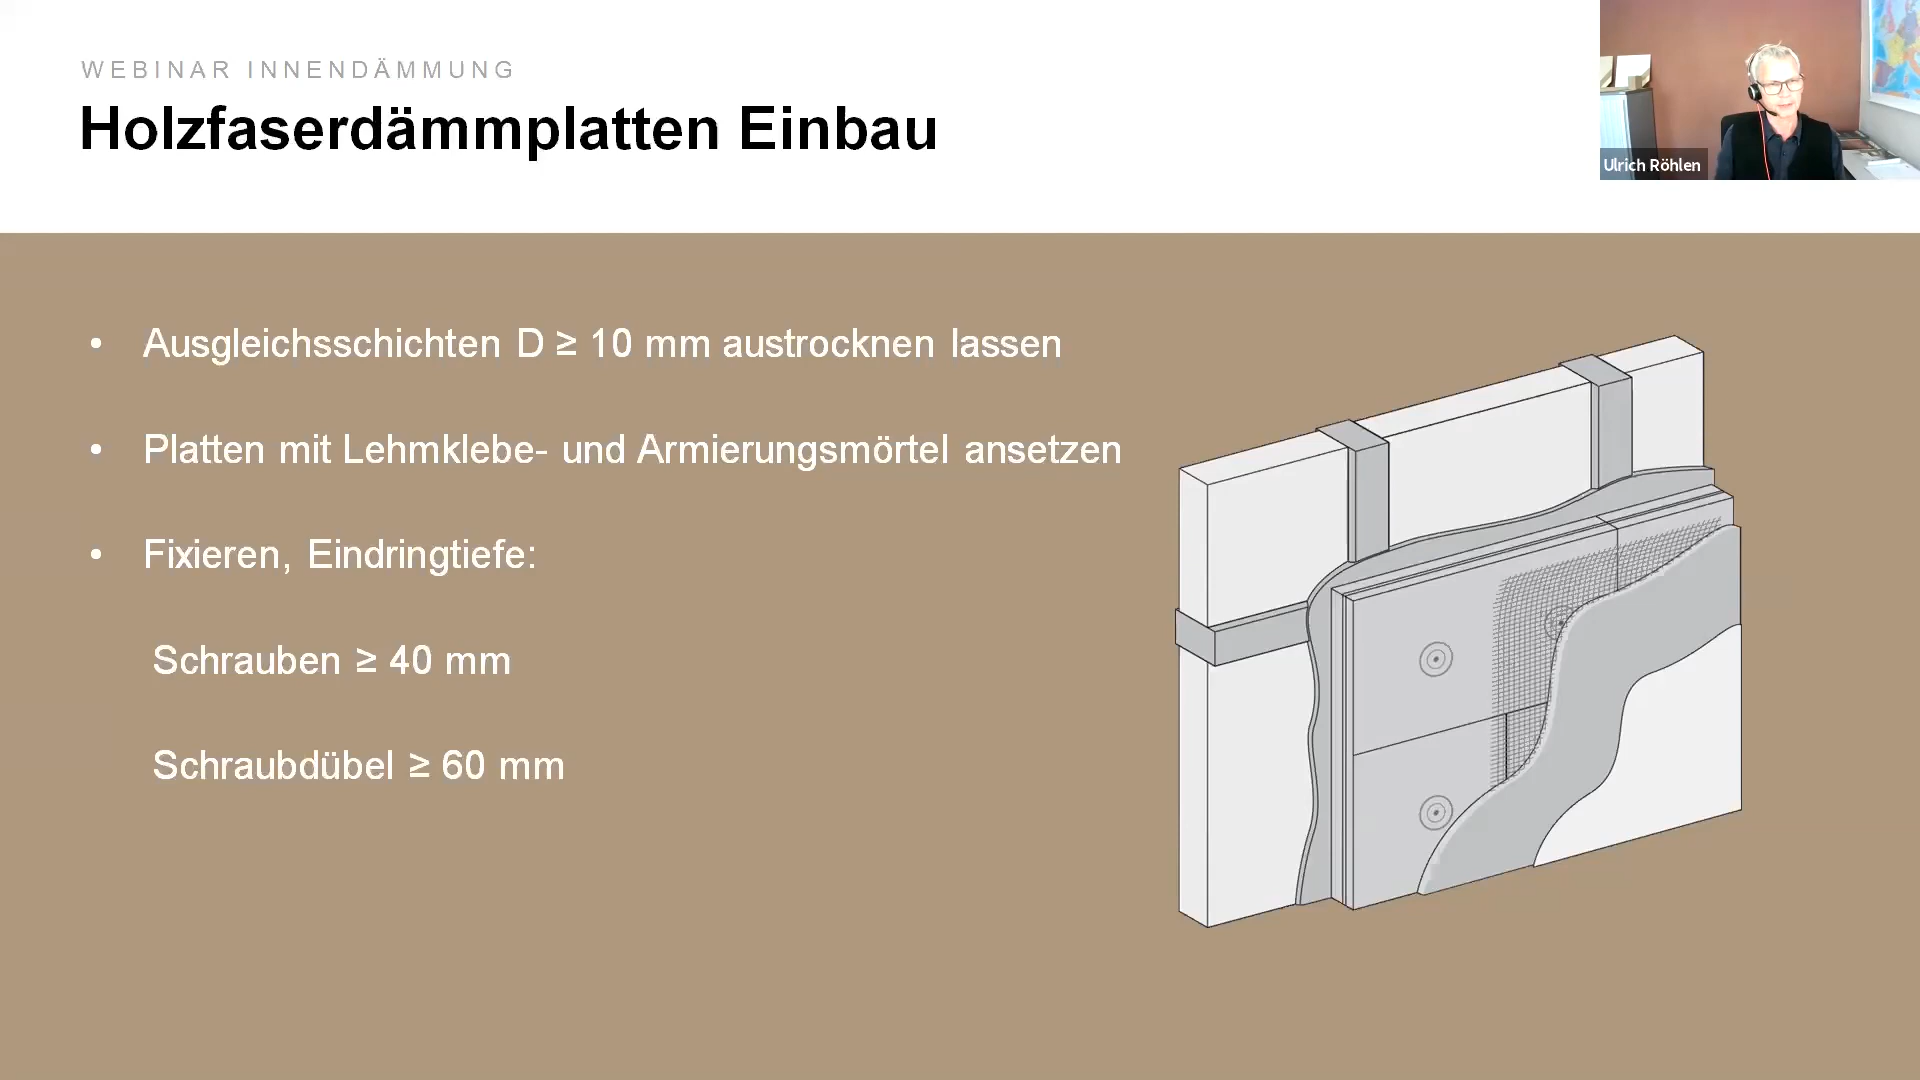 WEBINAR INNENDÄMMUNG
Holzfaserdämmplatten Einbau
Ulrich Röhlen
• Ausgleichsschichten D ≥ 10 mm austrocknen lassen
• Platten mit Lehmklebe- und Armierungsmörtel ansetzen
• Fixieren, Eindringtiefe:
Schrauben ≥ 40 mm
Schraubdübel ≥ 60 mm